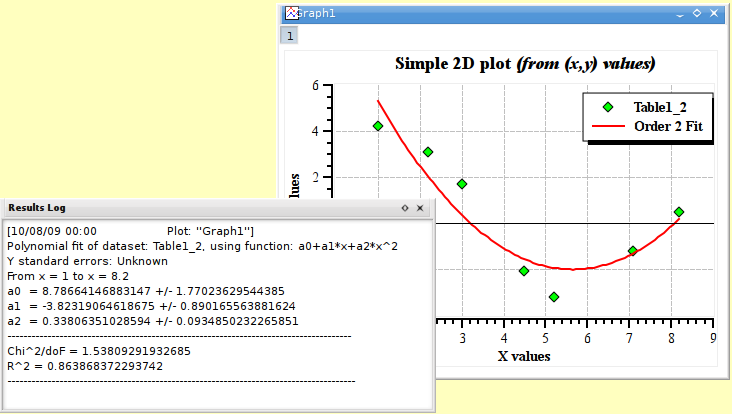 Graph1
1
Simple 2D plot (from (x,y) values)
6
4
2
Table1_2
Order 2 Fit
3 4 5 6 7 8 9
X values
Results Log
[10/08/09 00:00 Plot: "Graph1"]
Polynomial fit of dataset: Table1_2, using function: a0+a1*x+a2*x^2
Y standard errors: Unknown
From x = 1 to x = 8.2
a0 = 8.78664146883147 +/- 1.77023629544385
a1 = -3.82319064618675 +/- 0.890165563881624
a2 = 0.33806351028594 +/- 0.0934850232265851
--------------------------------------------------------------------------------------
Chi^2/doF = 1.53809291932685
R^2 = 0.863868372293742
---------------------------------------------------------------------------------------